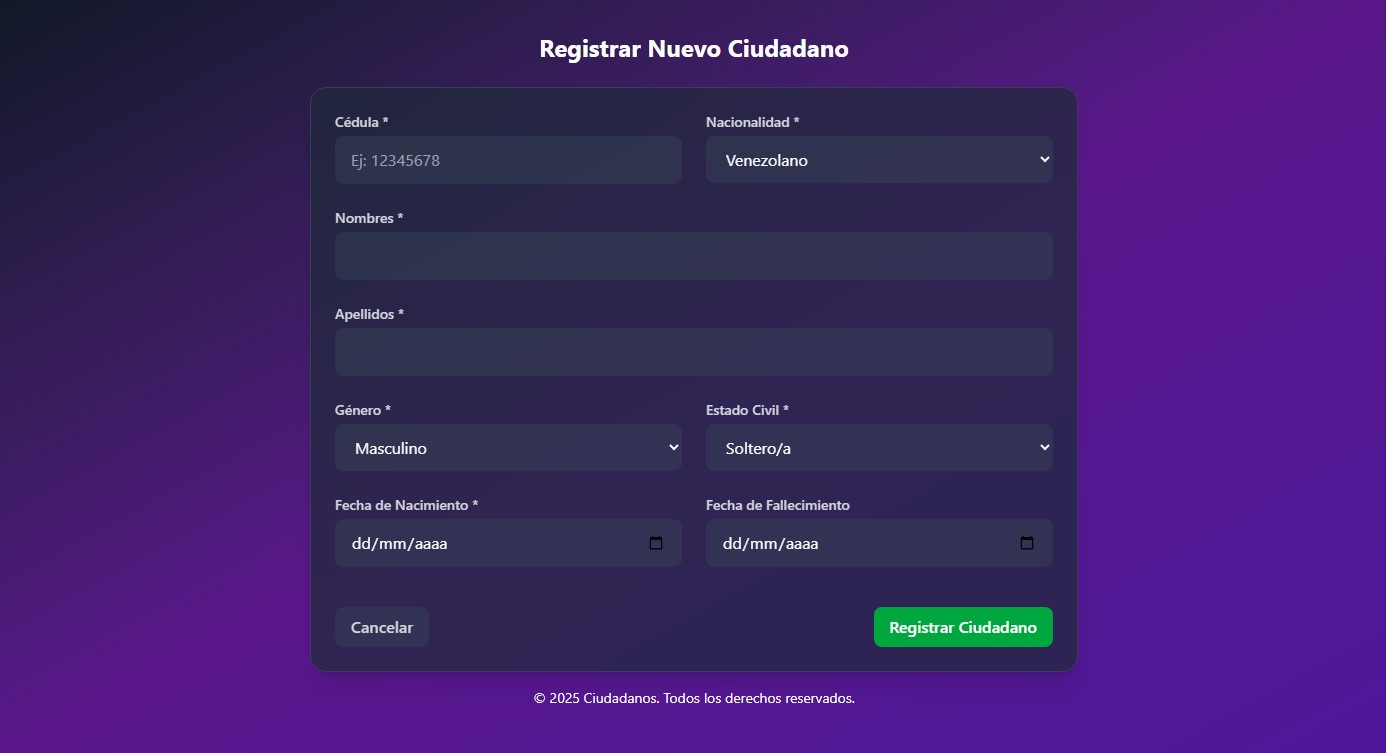 Registrar Nuevo Ciudadano
Cédula *
Nacionalidad *
Ej: 12345678
Venezolano
Nombres *
Apellidos *
Género *
Estado Civil *
Masculino
Soltero/a
Fecha de Nacimiento *
Fecha de Fallecimiento
dd/mm/aaaa
dd/mm/aaaa
Cancelar
Registrar Ciudadano
© 2025 Ciudadanos. Todos los derechos reservados.